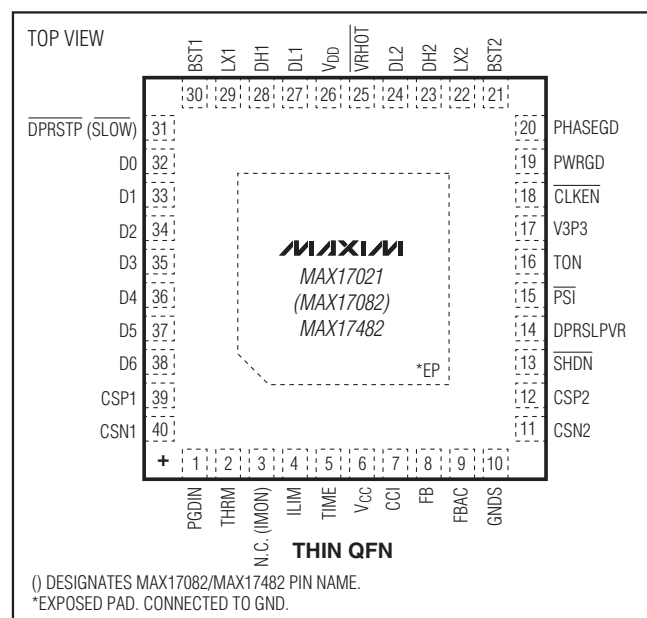 TOP VIEW
BST1
LX1
DH1
DL1
VDD
VRHOT
DL2
DH2
LX2
BST2
30
29
28
27
26
25
24
23
22
21
DPRSTP (SLOW) 31
D0 32
D1 33
D2 34
D3 35
D4 36
D5 37
D6 38
CSP1 39
CSN1 40
20 PHASEGD
19 PWRGD
18 CLKEN
17 V3P3
16 TON
15 PSI
14 DPRSLPVR
13 SHDN
12 CSP2
11 CSN2
MAXIM
MAX17021
(MAX17082)
MAX17482
*EP
+
1
2
3
4
5
6
7
8
9
10
PGDIN
THRM
N.C. (IMON)
ILIM
TIME
VCC
CCI
FB
FBAC
GNDS
THIN QFN
() DESIGNATES MAX17082/MAX17482 PIN NAME.
*EXPOSED PAD. CONNECTED TO GND.